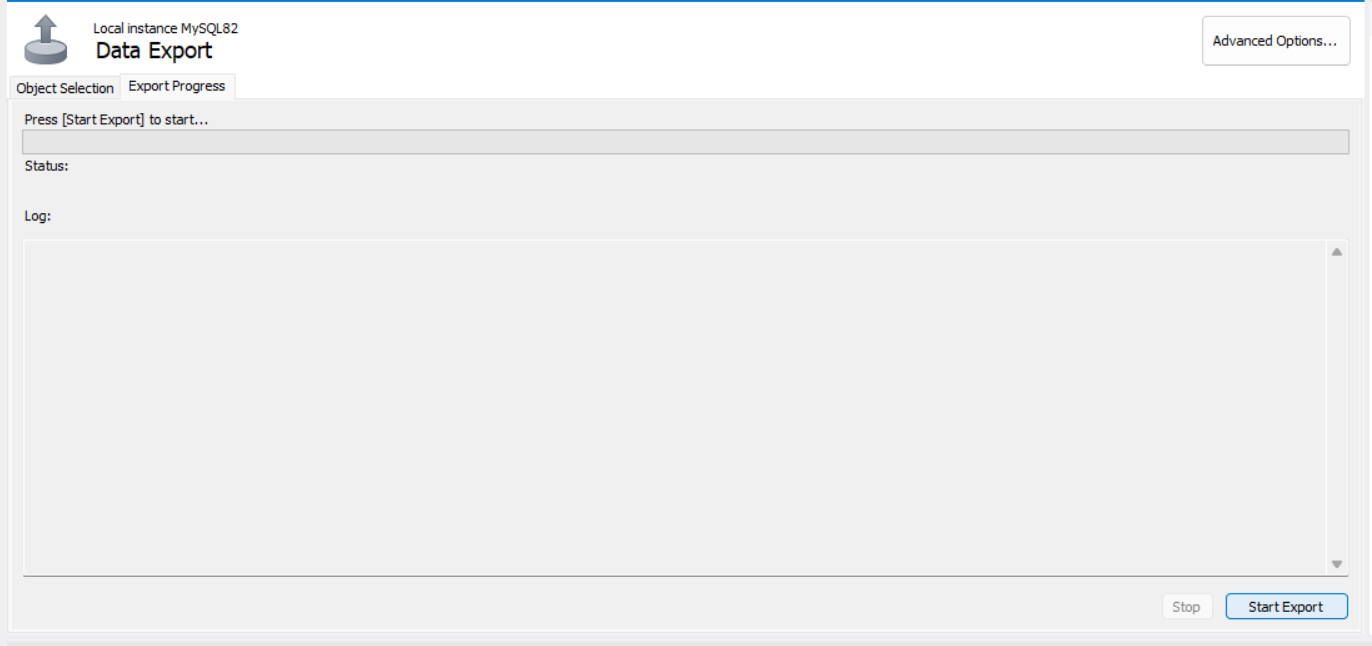 Local instance MySQL82
Data Export
Advanced Options...
Object Selection
Export Progress
Press [Start Export] to start...
Status:
Log:
Stop
Start Export